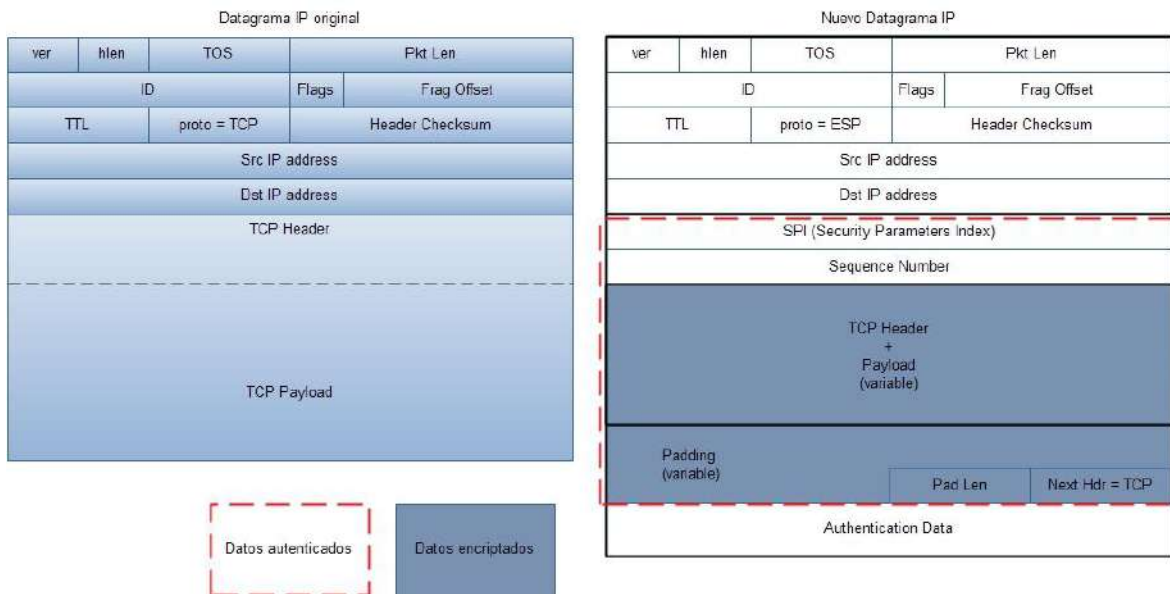 Datagrama IP original
ver hlen TOS Pkt Len
ID Flags Frag Offset
TTL proto = TCP Header Checksum
Src IP address
Dst IP address
TCP Header
TCP Payload
Nuevo Datagrama IP
ver hlen TOS Pkt Len
ID Flags Frag Offset
TTL proto = ESP Header Checksum
Src IP address
Dst IP address
SPI (Security Parameters Index)
Sequence Number
TCP Header
+
Payload
(variable)
Padding
(variable)
Pad Len Next Hdr = TCP
Authentication Data
Datos autenticados
Datos encriptados